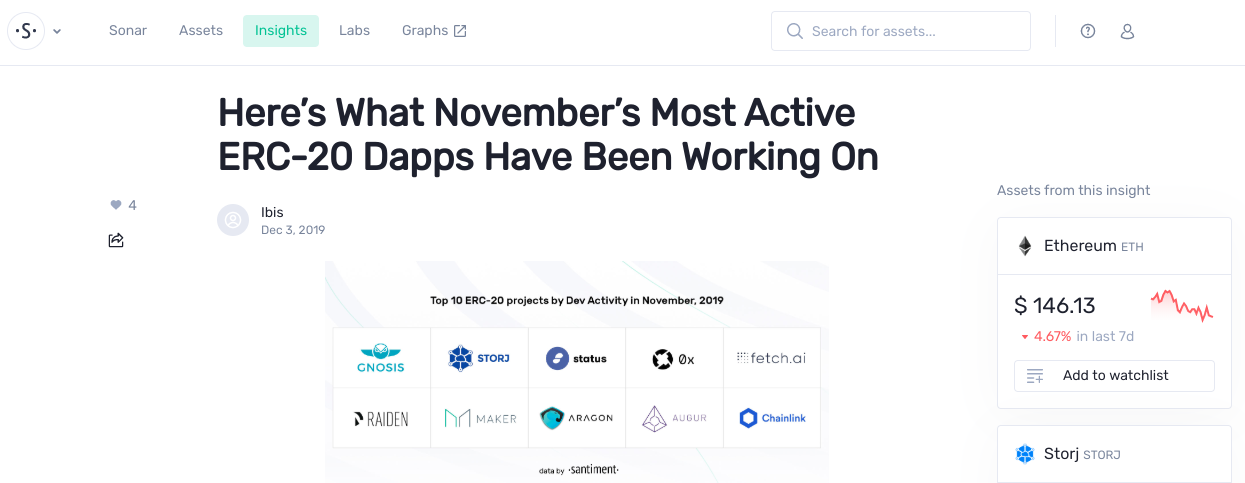 ·S·
Sonar
Assets
Insights
Labs
Graphs
Search for assets...
Here's What November's Most Active
ERC-20 Dapps Have Been Working On
4
Ibis
Dec 3, 2019
Top 10 ERC-20 projects by Dev Activity in November, 2019
GNOSIS
STORJ
status
0x
fetch.ai
RAIDEN
MAKER
ARAGON
AUGUR
Chainlink
data by ·santiment·
Assets from this insight
Ethereum ETH
$ 146.13
4.67% in last 7d
Add to watchlist
Storj STORJ